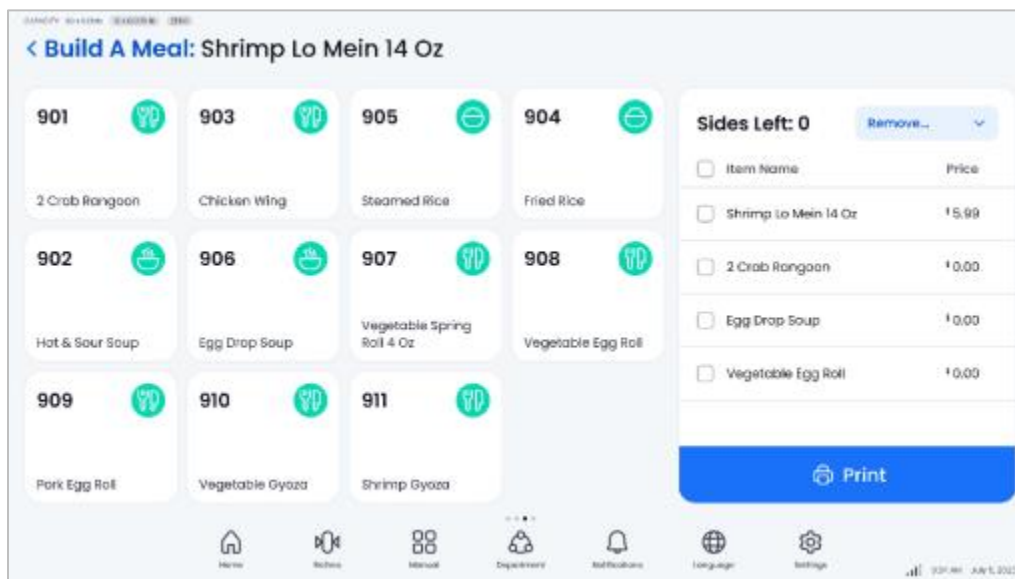 Build A Meal: Shrimp Lo Mein 14 Oz
901
2 Crab Rangoon
903
Chicken Wing
905
Steamed Rice
904
Fried Rice
902
Hot & Sour Soup
906
Egg Drop Soup
907
Vegetable Spring
Roll 4 Oz
908
Vegetable Egg Roll
909
Pork Egg Roll
910
Vegetable Gyoza
911
Shrimp Gyoza
Sides Left: 0
Remove...
Item Name Price
Shrimp Lo Mein 14 Oz $5.99
2 Crab Rangoon $0.00
Egg Drop Soup $0.00
Vegetable Egg Roll $0.00
Print
Home
Manual
Department
Notifications
Language
Settings